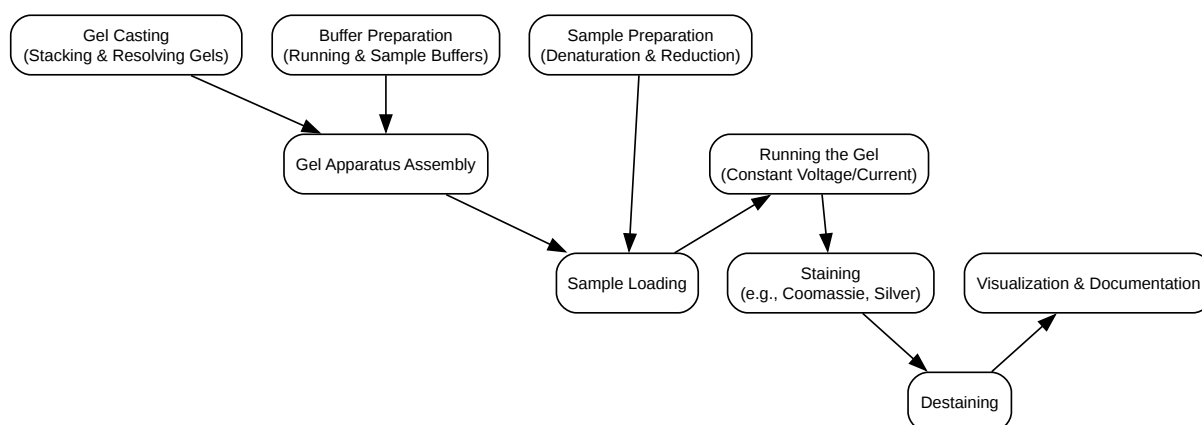 Gel Casting
(Stacking & Resolving Gels)
Buffer Preparation
(Running & Sample Buffers)
Sample Preparation
(Denaturation & Reduction)
Gel Apparatus Assembly
Running the Gel
(Constant Voltage/Current)
Sample Loading
Staining
(e.g., Coomassie, Silver)
Visualization & Documentation
Destaining